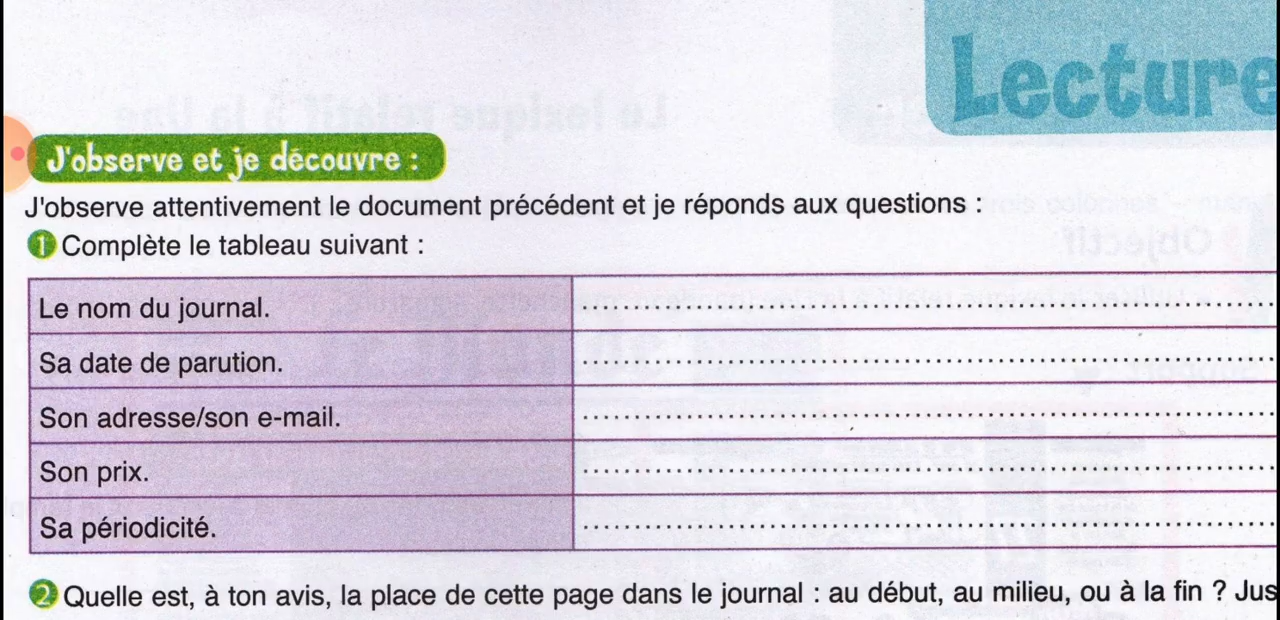 Lecture
J'observe et je découvre :
J'observe attentivement le document précédent et je réponds aux questions :
1 Complète le tableau suivant :
Le nom du journal.
Sa date de parution.
Son adresse/son e-mail.
Son prix.
Sa périodicité.
2 Quelle est, à ton avis, la place de cette page dans le journal : au début, au milieu, ou à la fin ? Jus